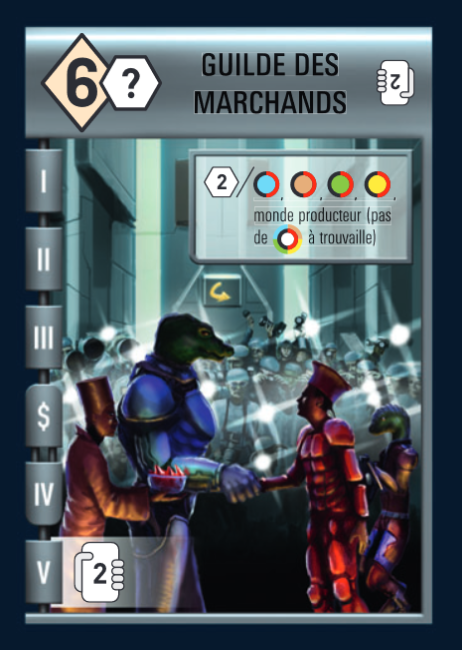 6 ?
GUILDE DES
MARCHANDS
2
I
2/ , , , ,
monde producteur (pas
de à trouvaille)
II
III
$
IV
V
2